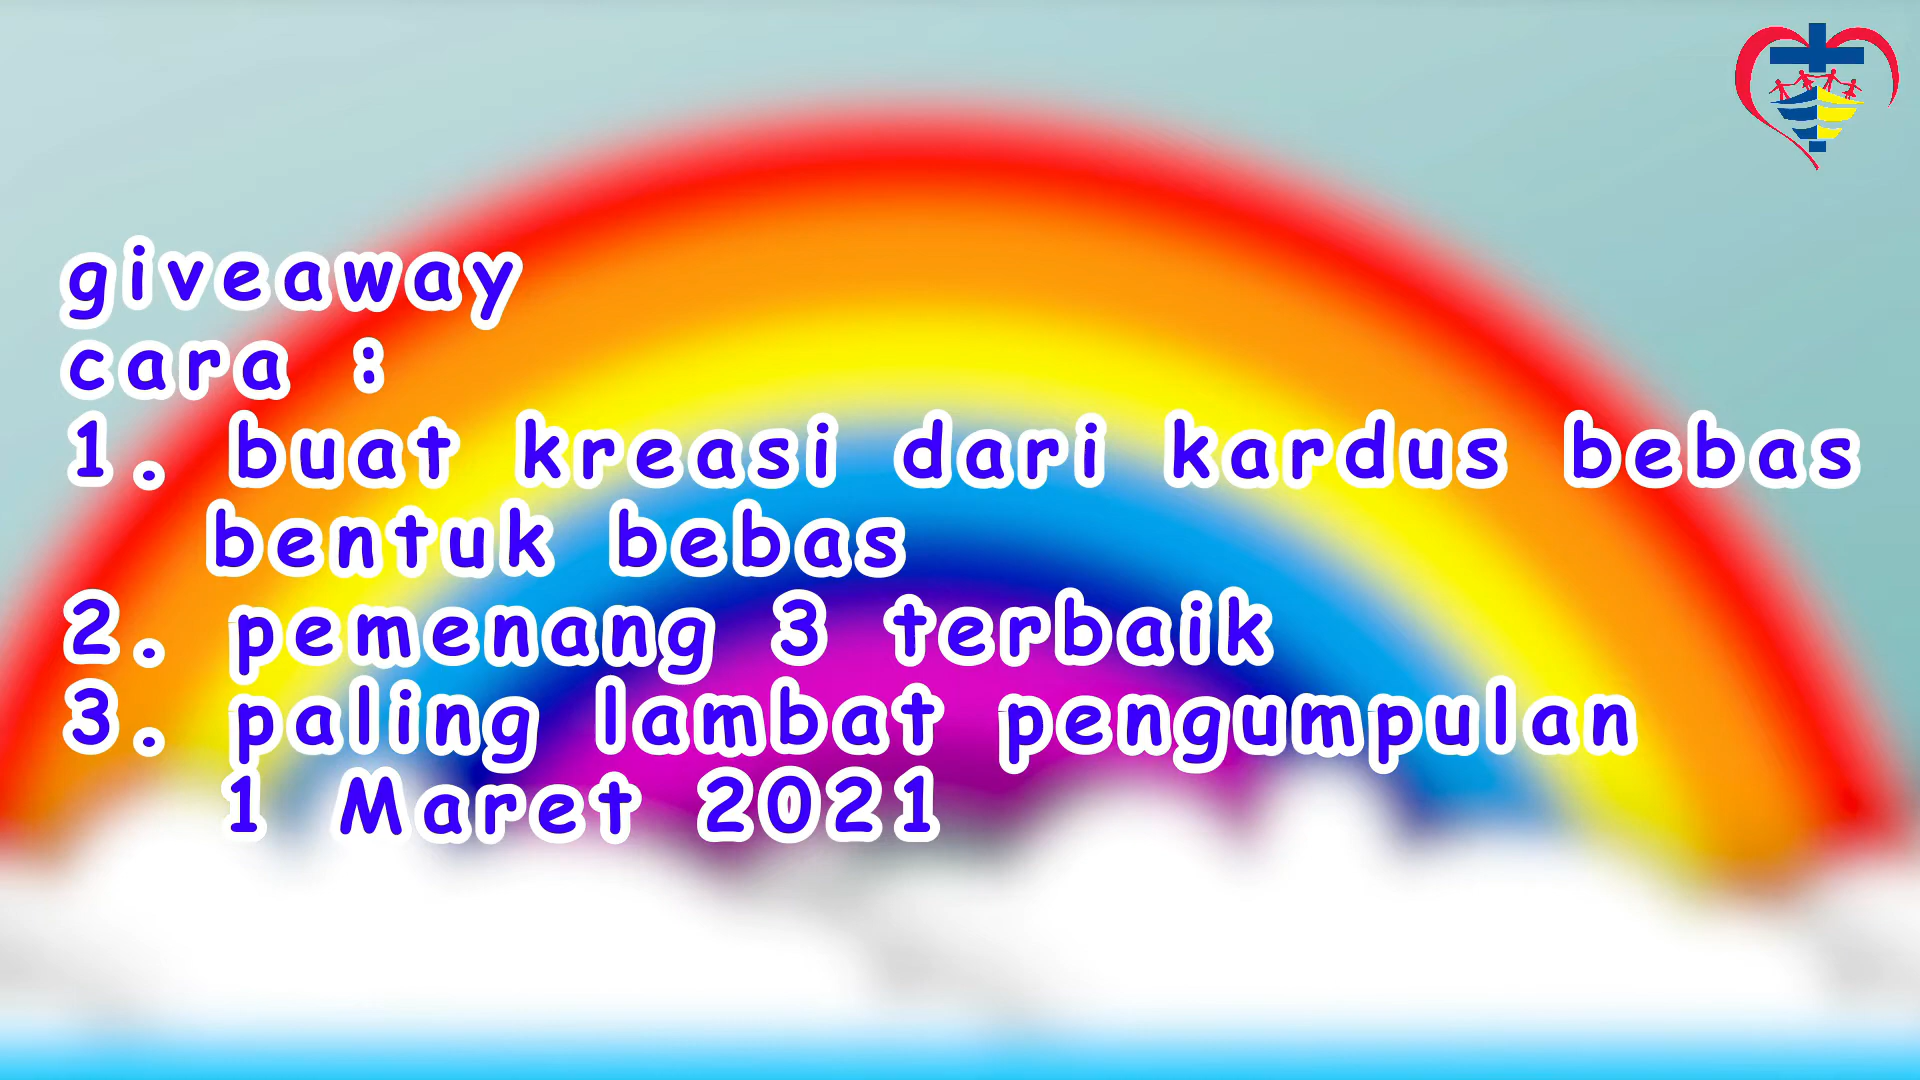 giveaway
cara :
1. buat kreasi dari kardus bebas
bentuk bebas
2. pemenang 3 terbaik
3. paling lambat pengumpulan
1 Maret 2021